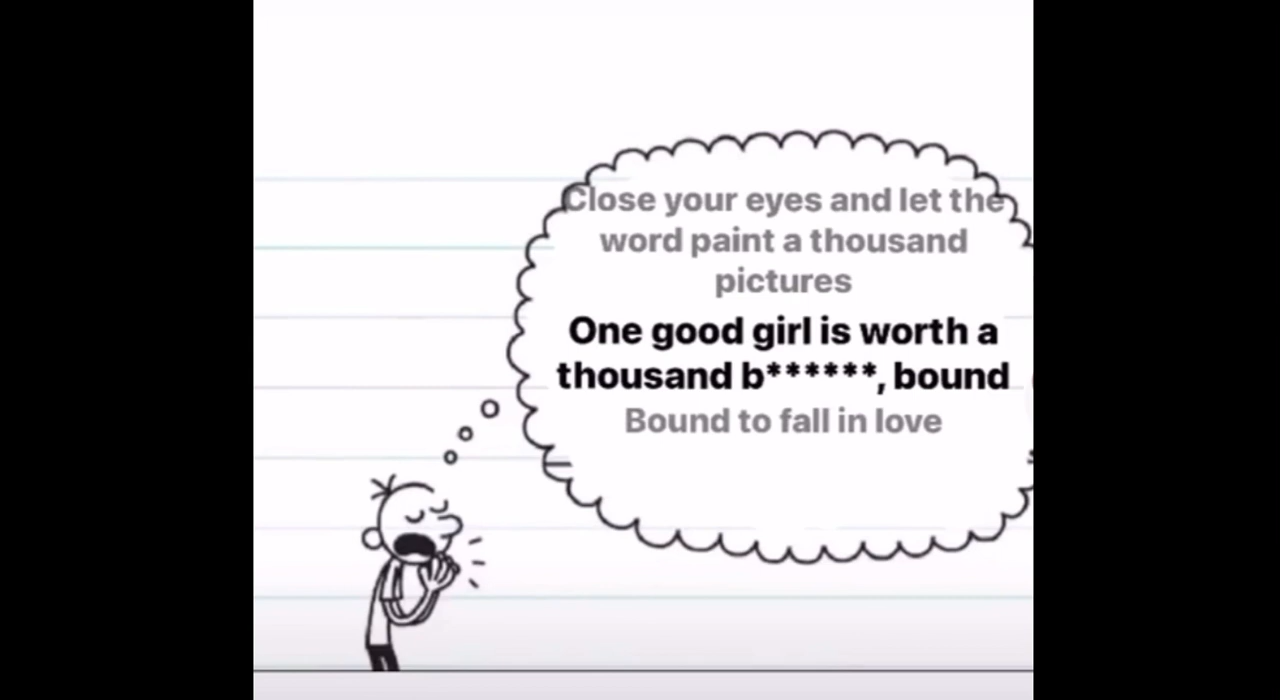 Close your eyes and let the
word paint a thousand
pictures
One good girl is worth a
thousand b******, bound
Bound to fall in love